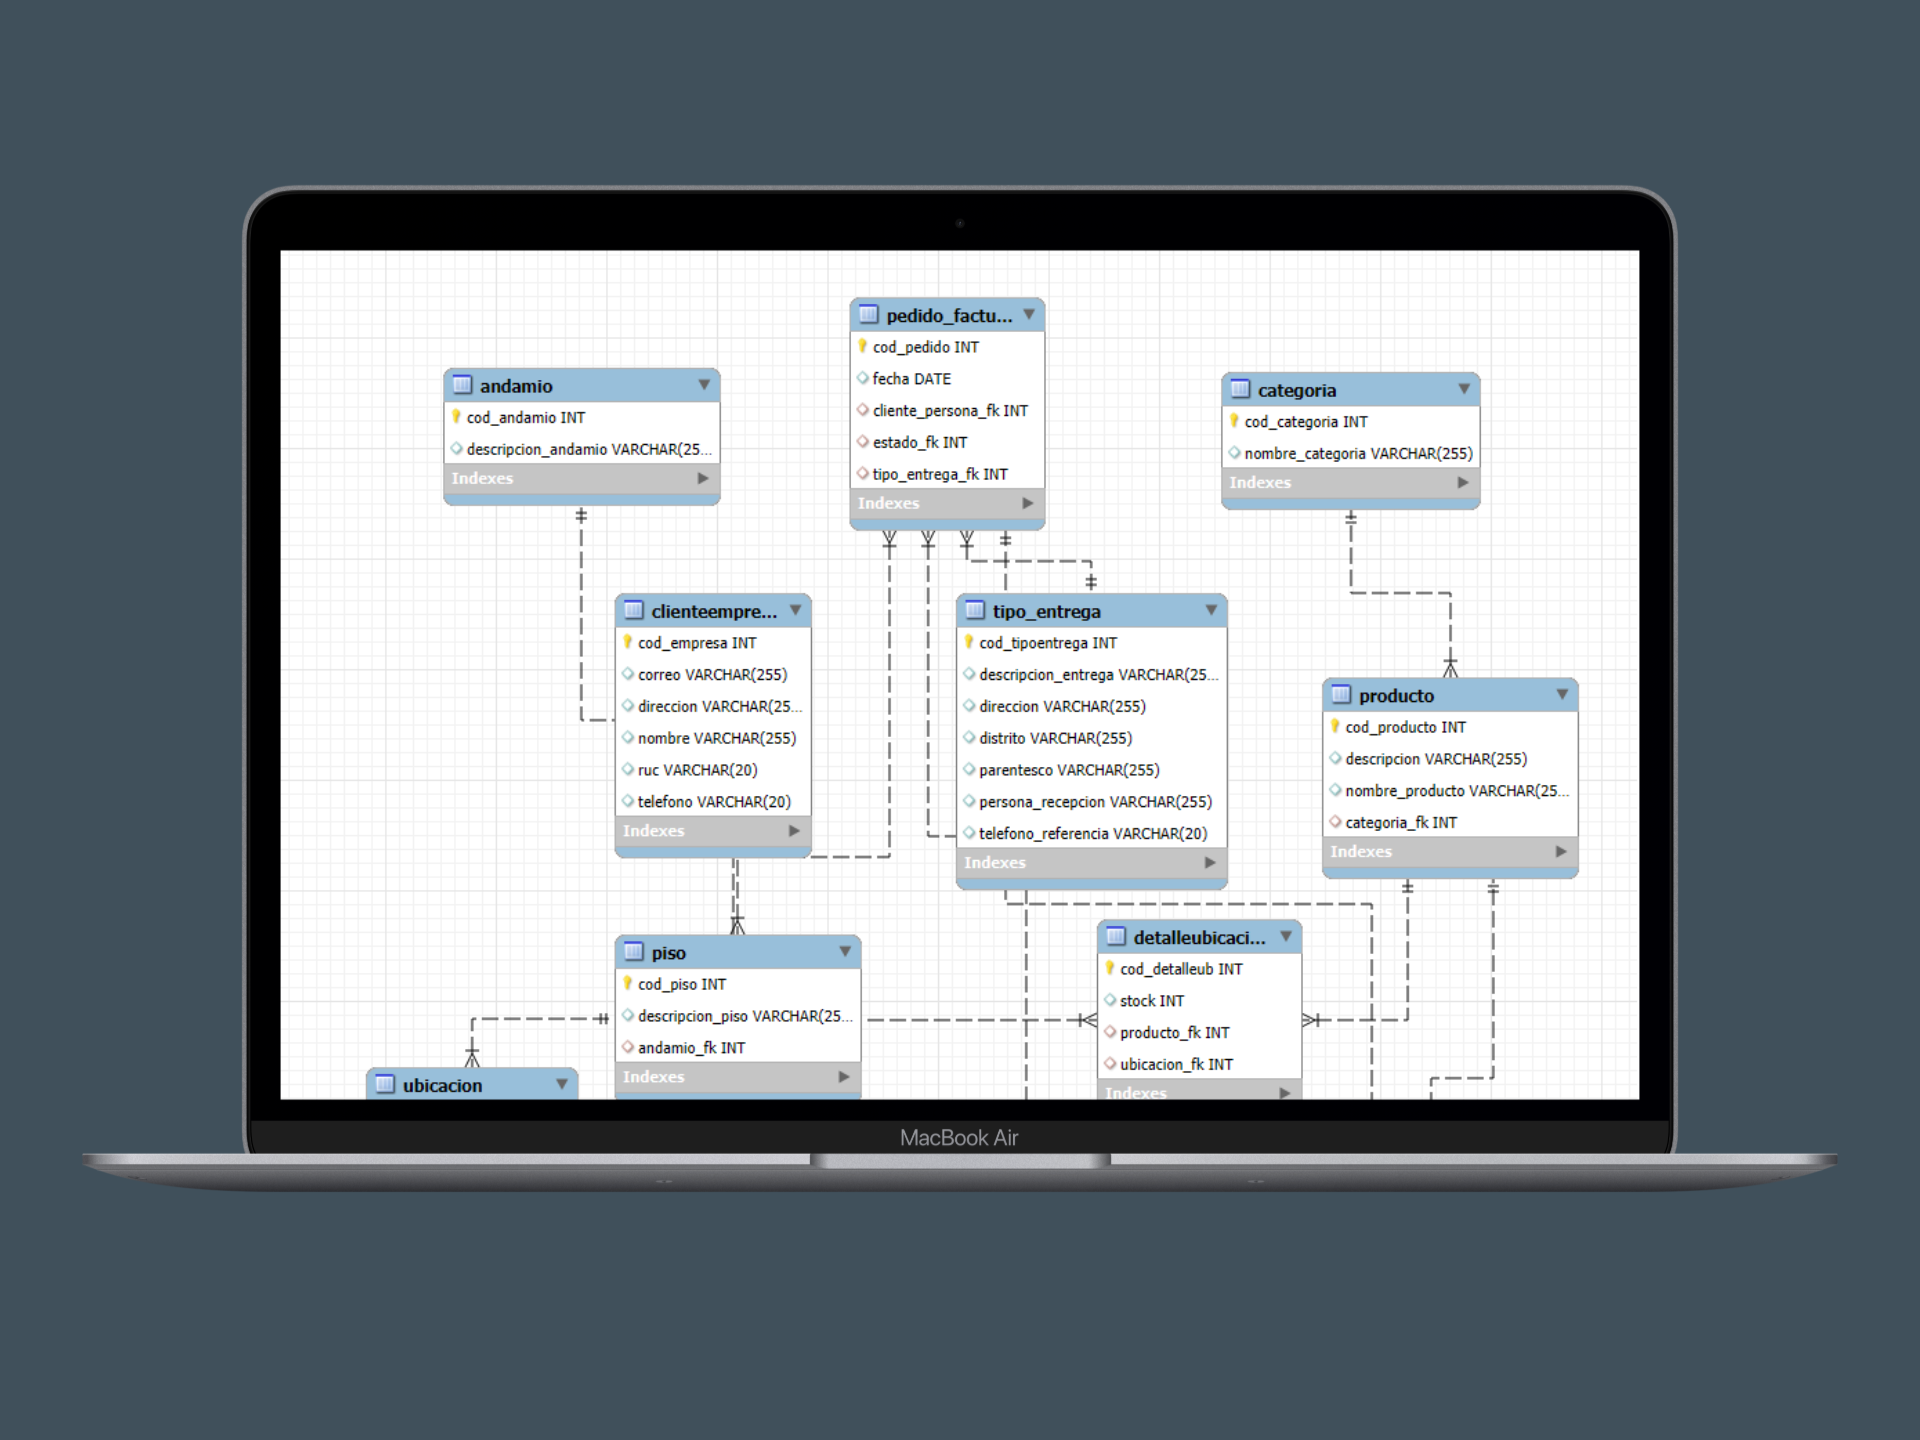 pedido_factu...
cod_pedido INT
fecha DATE
cliente_persona_fk INT
estado_fk INT
tipo_entrega_fk INT
Indexes
andamio
cod_andamio INT
descripcion_andamio VARCHAR(25...
Indexes
categoria
cod_categoria INT
nombre_categoria VARCHAR(255)
Indexes
clienteempre...
cod_empresa INT
correo VARCHAR(255)
direccion VARCHAR(25...
nombre VARCHAR(255)
ruc VARCHAR(20)
telefono VARCHAR(20)
Indexes
tipo_entrega
cod_tipoentrega INT
descripcion_entrega VARCHAR(25...
direccion VARCHAR(255)
distrito VARCHAR(255)
parentesco VARCHAR(255)
persona_recepcion VARCHAR(255)
telefono_referencia VARCHAR(20)
Indexes
producto
cod_producto INT
descripcion VARCHAR(255)
nombre_producto VARCHAR(25...
categoria_fk INT
Indexes
piso
cod_piso INT
descripcion_piso VARCHAR(25...
andamio_fk INT
Indexes
detalleubicaci...
cod_detalleub INT
stock INT
producto_fk INT
ubicacion_fk INT
Indexes
ubicacion
MacBook Air